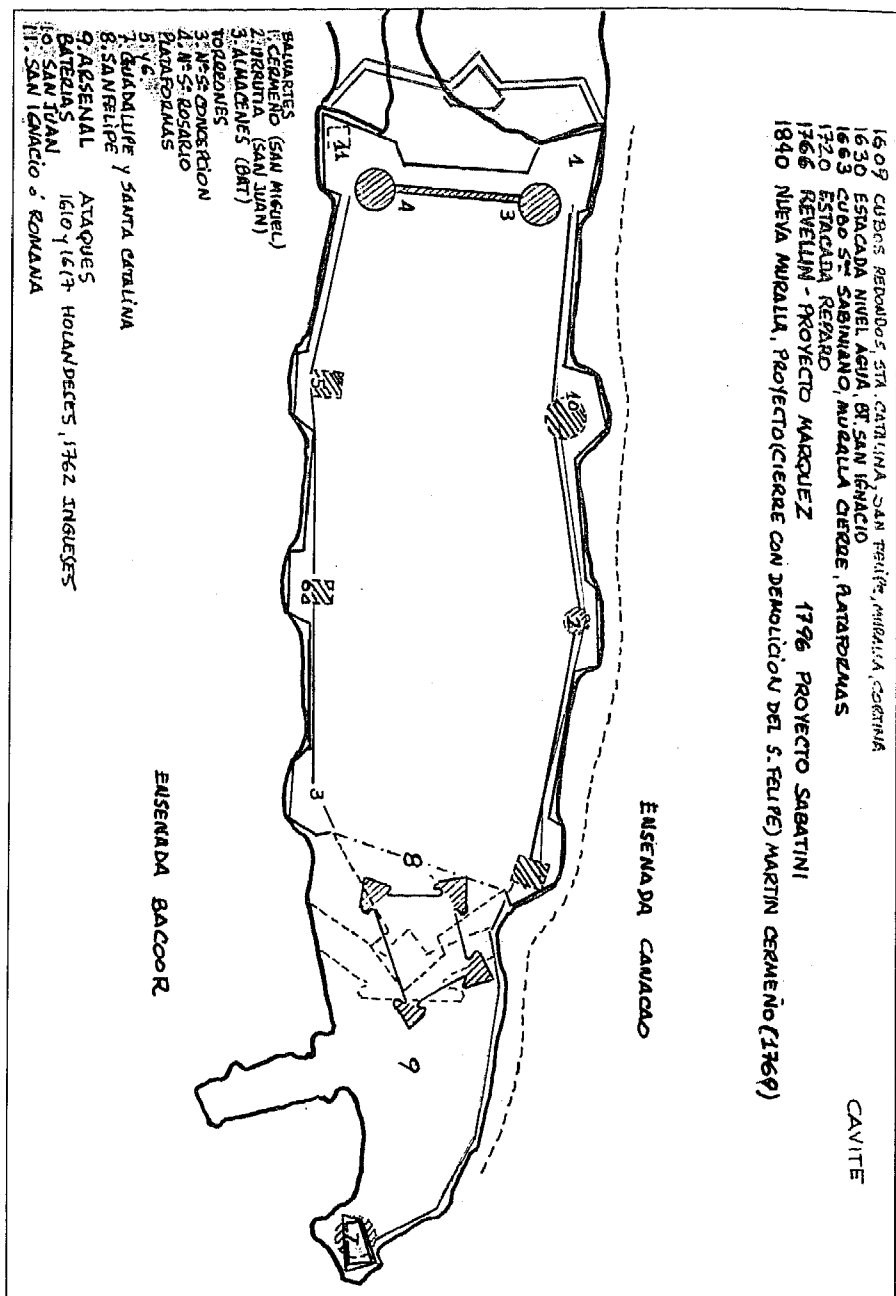 CAVITE
1609 CUBOS REDONDOS, STA. CATALINA, SAN FELIPE, MURALLA, CORTINA
1630 ESTACADA NIVEL AGUA, BT. SAN IGNACIO
1663 CUBO Sⁿ SABINIANO, MURALLA CIERRE, PLATAFORMAS
1720 ESTACADA REPARO
1766 REVELLIN - PROYECTO MARQUEZ 1796 PROYECTO SABATINI
1840 NUEVA MURALLA, PROYECTO (CIERRE CON DEMOLICION DEL S. FELIPE) MARTIN CERMEÑO (1769)
ENSENADA CANACAO
1
3
4
11
10
5
2
6
3
8
9
7
ENSENADA BACOOR
BALUARTES
1. CERMEÑO (SAN MIGUEL)
2. URRUTIA (SAN JUAN)
3. ALMACENES (BAT)
TORREONES
3. Nª Sª CONCEPCION
4. Nª Sª ROSARIO
PLATAFORMAS
5 Y 6.
7. GUADALUPE Y SANTA CATALINA
8. SAN FELIPE
9. ARSENAL ATAQUES
BATERIAS 1610 y 1617 HOLANDECES, 1762 INGLESES
10. SAN JUAN
11. SAN IGNACIO ó ROMANA